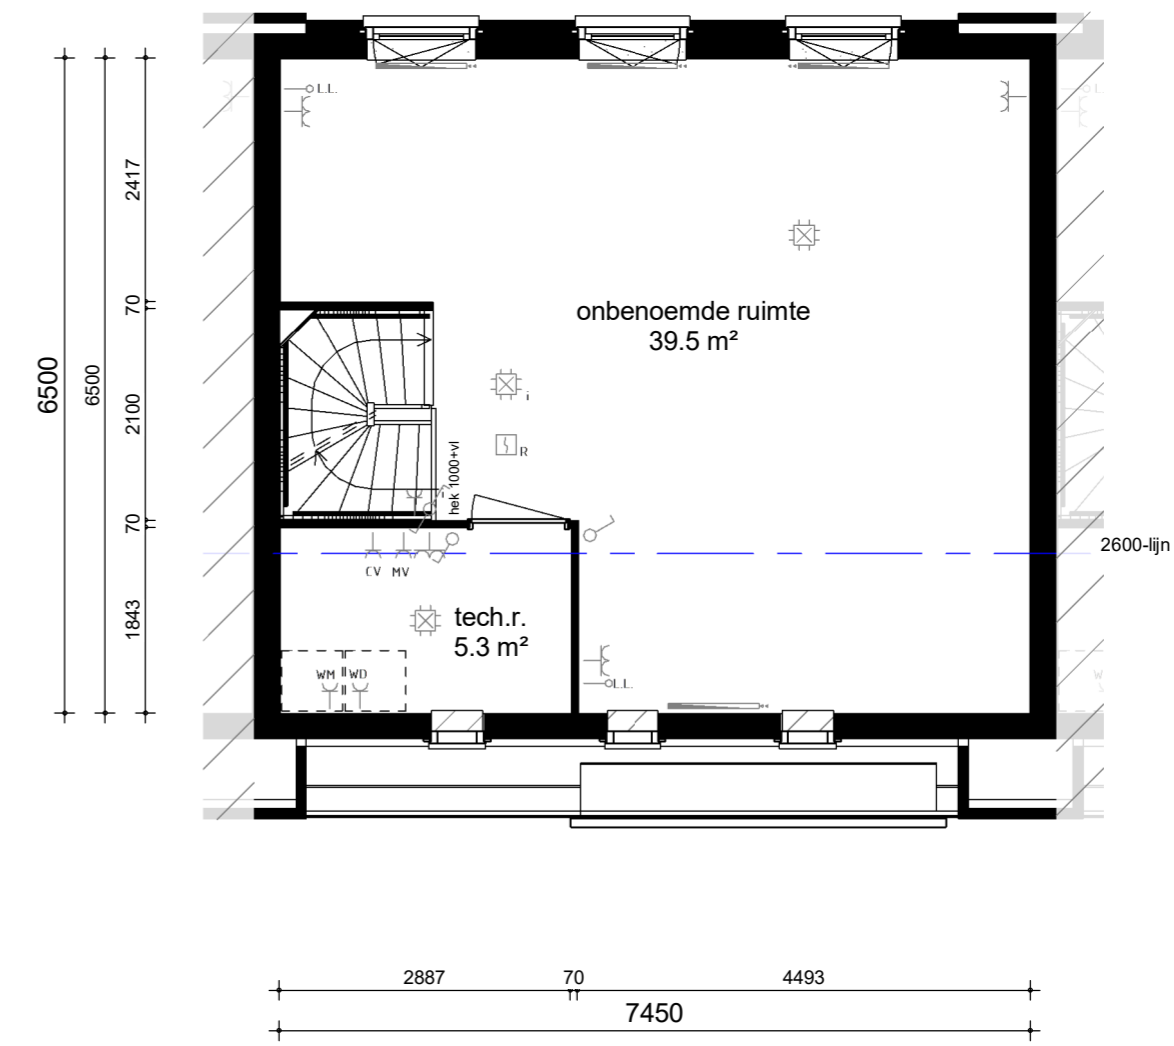 L.L.
L.
2417
70
6500
6500
2100
70
1843
onbenoemde ruimte
39.5 m²
i
R
hek 1000+vl
2600-lijn
CV MV
tech.r.
5.3 m²
WM WD
W
L.L.
2887
70
4493
7450